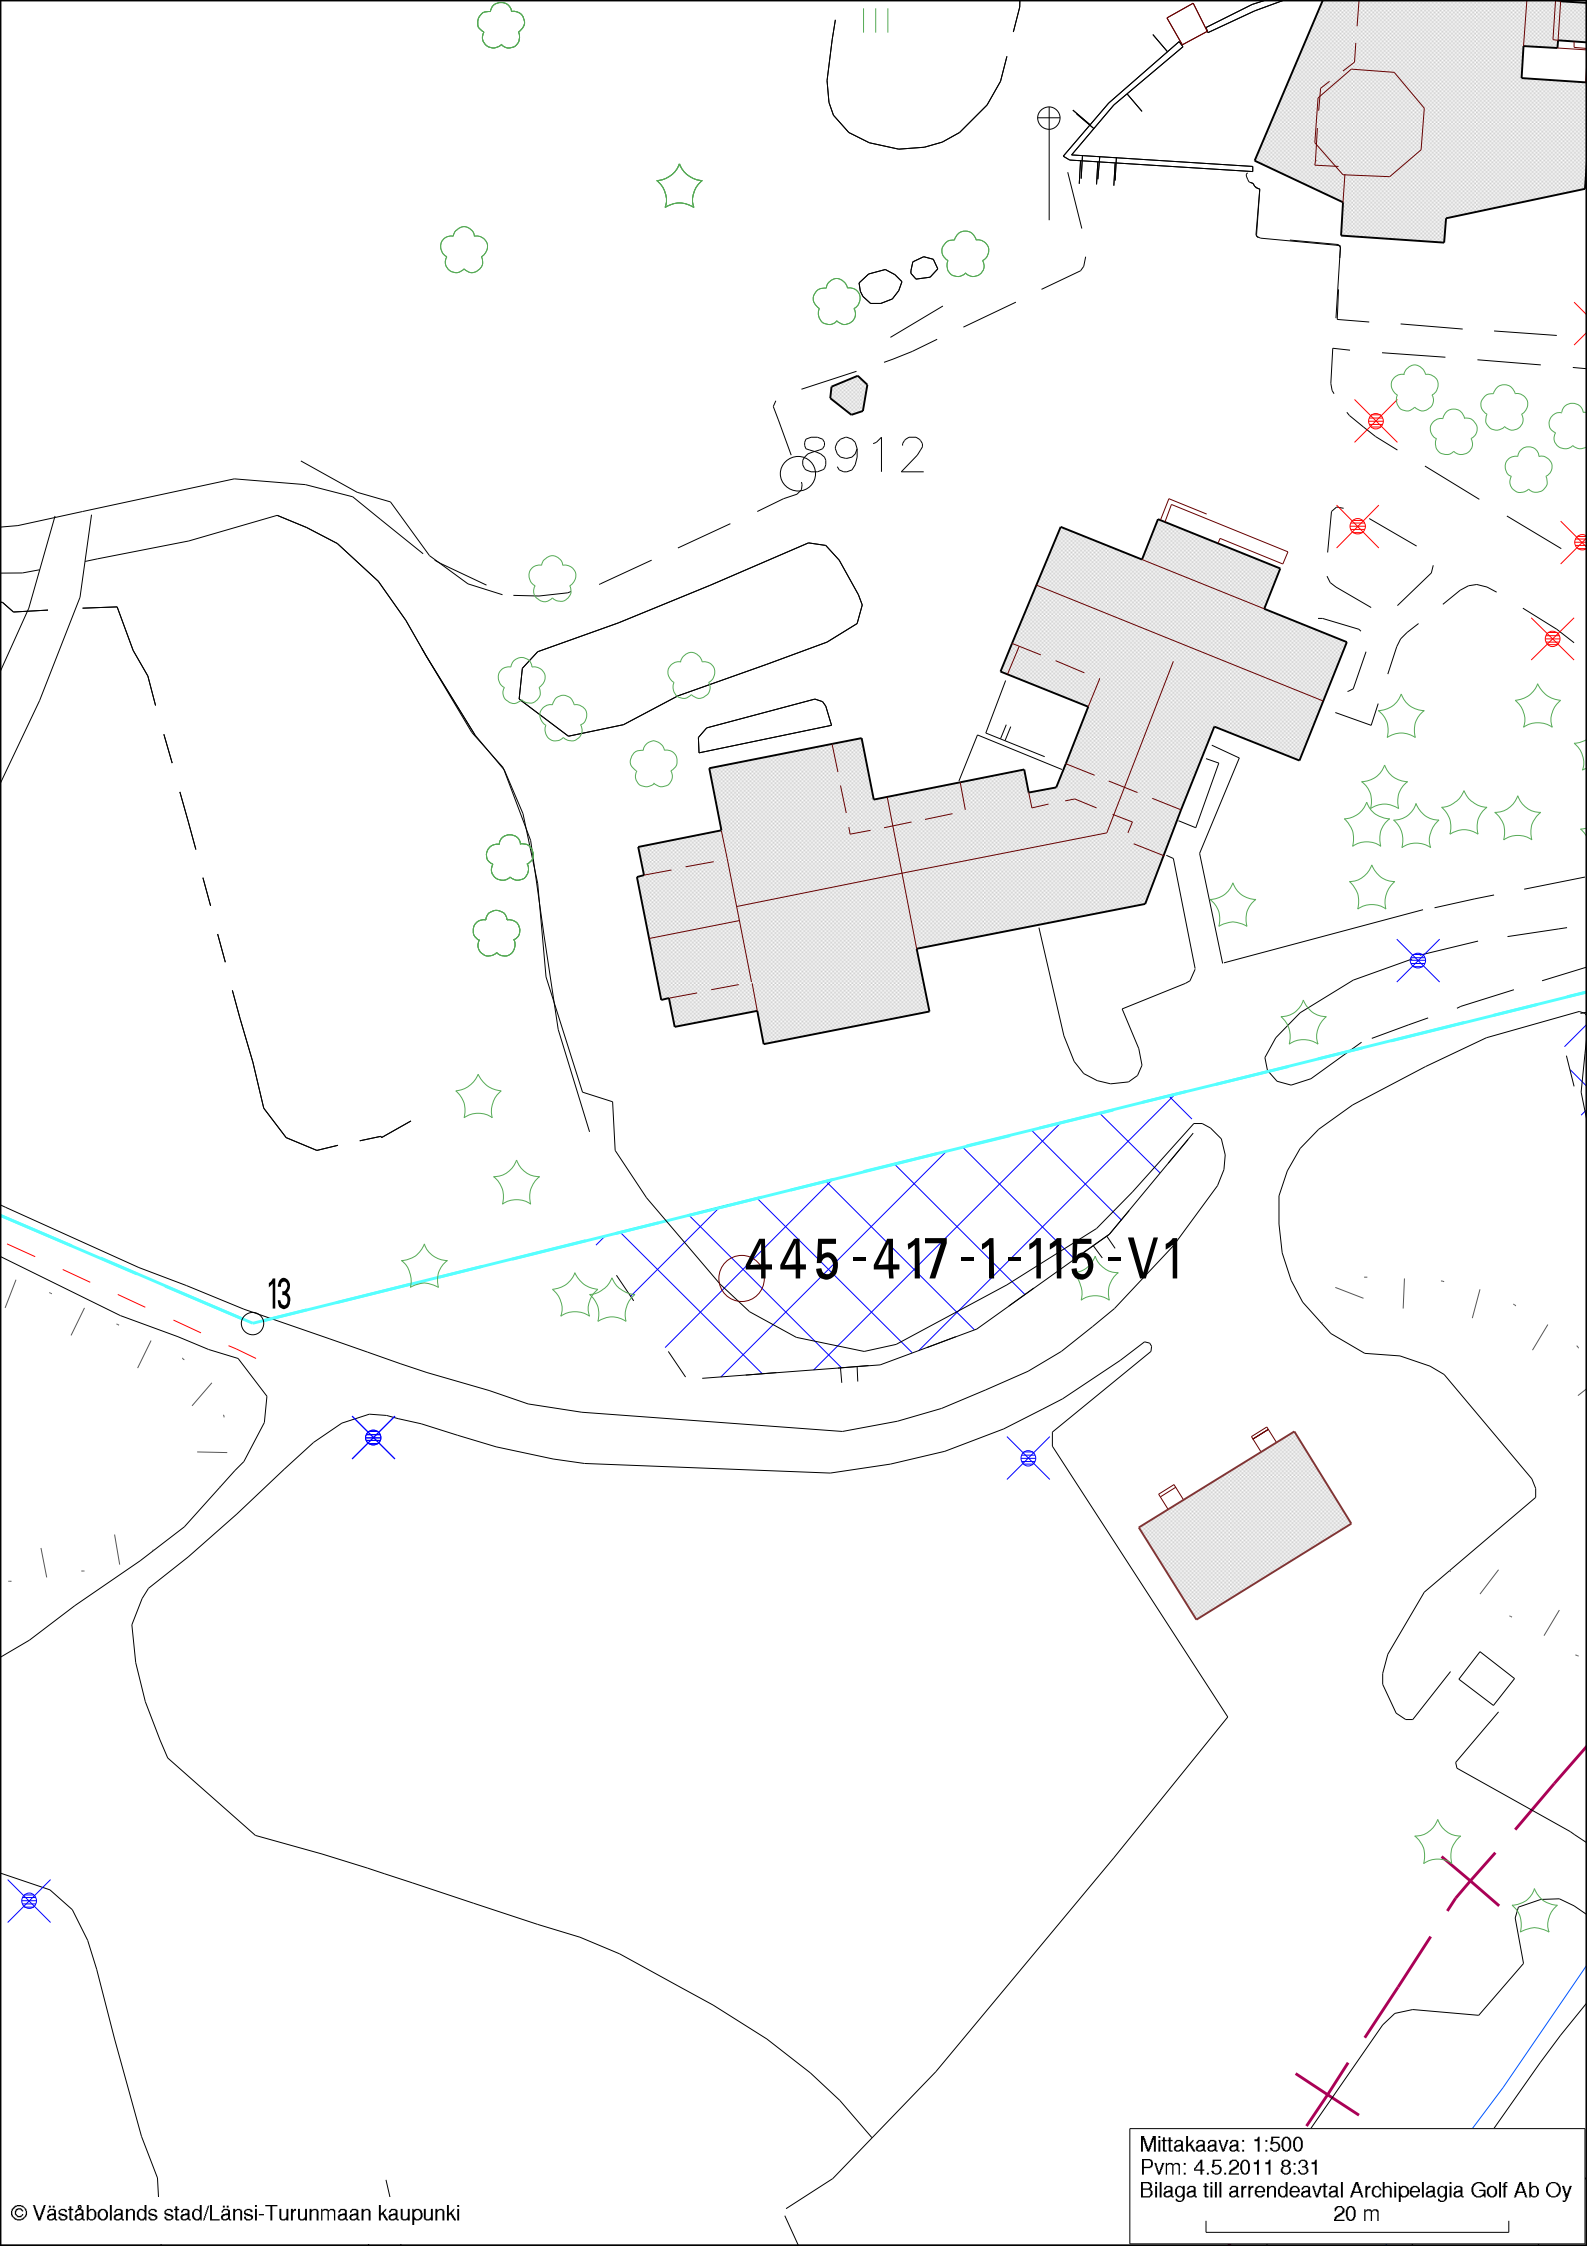 8912
445-417-1-115-V1
13
Mittakaava: 1:500
Pvm: 4.5.2011 8:31
Bilaga till arrendeavtal Archipelagia Golf Ab Oy
20 m
© Väståbolands stad/Länsi-Turunmaan kaupunki